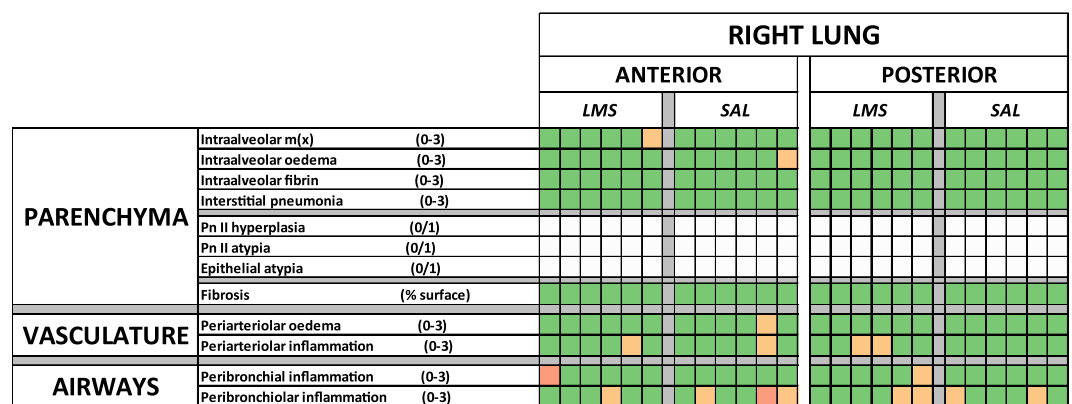 RIGHT LUNG
ANTERIOR POSTERIOR
LMS SAL LMS SAL
PARENCHYMA
Intraalveolar m(x) (0-3)
Intraalveolar oedema (0-3)
Intraalveolar fibrin (0-3)
Interstitial pneumonia (0-3)
Pn II hyperplasia (0/1)
Pn II atypia (0/1)
Epithelial atypia (0/1)
Fibrosis (% surface)
VASCULATURE
Periarteriolar oedema (0-3)
Periarteriolar inflammation (0-3)
AIRWAYS
Peribronchial inflammation (0-3)
Peribronchiolar inflammation (0-3)